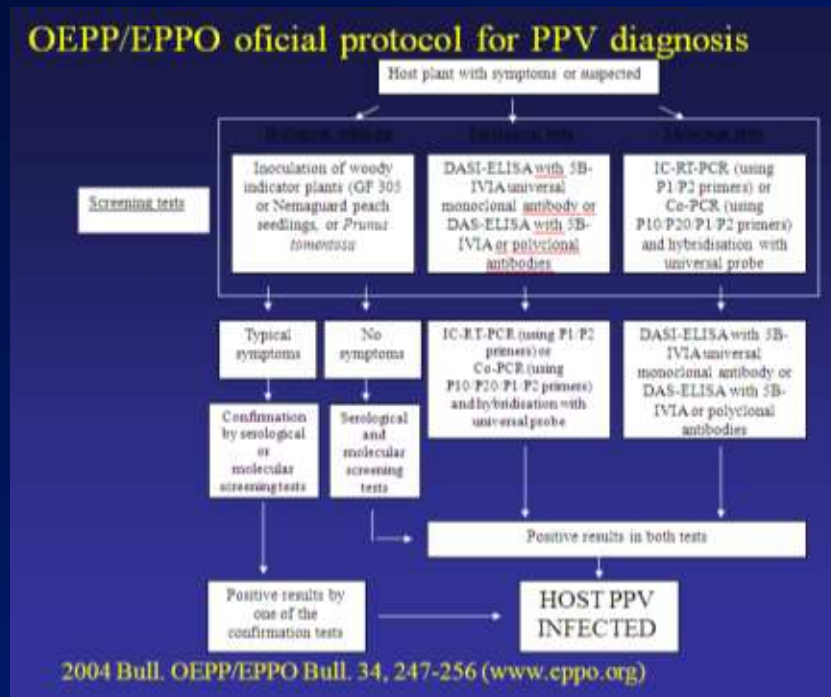 OEPP/EPPO oficial protocol for PPV diagnosis
Host plant with symptoms or suspected
Screening tests
Inoculation of woody
indicator plants (GF 305
or Nemaguard peach
seedlings, or Prunus
tomentosa
DASI-ELISA with 5B-
IVIA universal
monoclonal antibody or
DAS-ELISA with 5B-
IVIA or polyclonal
antibodies
IC-RT-PCR (using
P1/P2 primers) or
Co-PCR (using
P10/P20/P1/P2 primers)
and hybridisation with
universal probe
Typical
symptoms
No
symptoms
IC-RT-PCR (using P1/P2
primers) or
Co-PCR (using
P10/P20/P1/P2 primers)
and hybridisation with
universal probe
DASI-ELISA with 5B-
IVIA universal
monoclonal antibody or
DAS-ELISA with 5B-
IVIA or polyclonal
antibodies
Confirmation
by serological
or
molecular
screening tests
Serological
and
molecular
screening
tests
Positive results in both tests
Positive results by
one of the
confirmation tests
HOST PPV
INFECTED
2004 Bull. OEPP/EPPO Bull. 34, 247-256 (www.eppo.org)